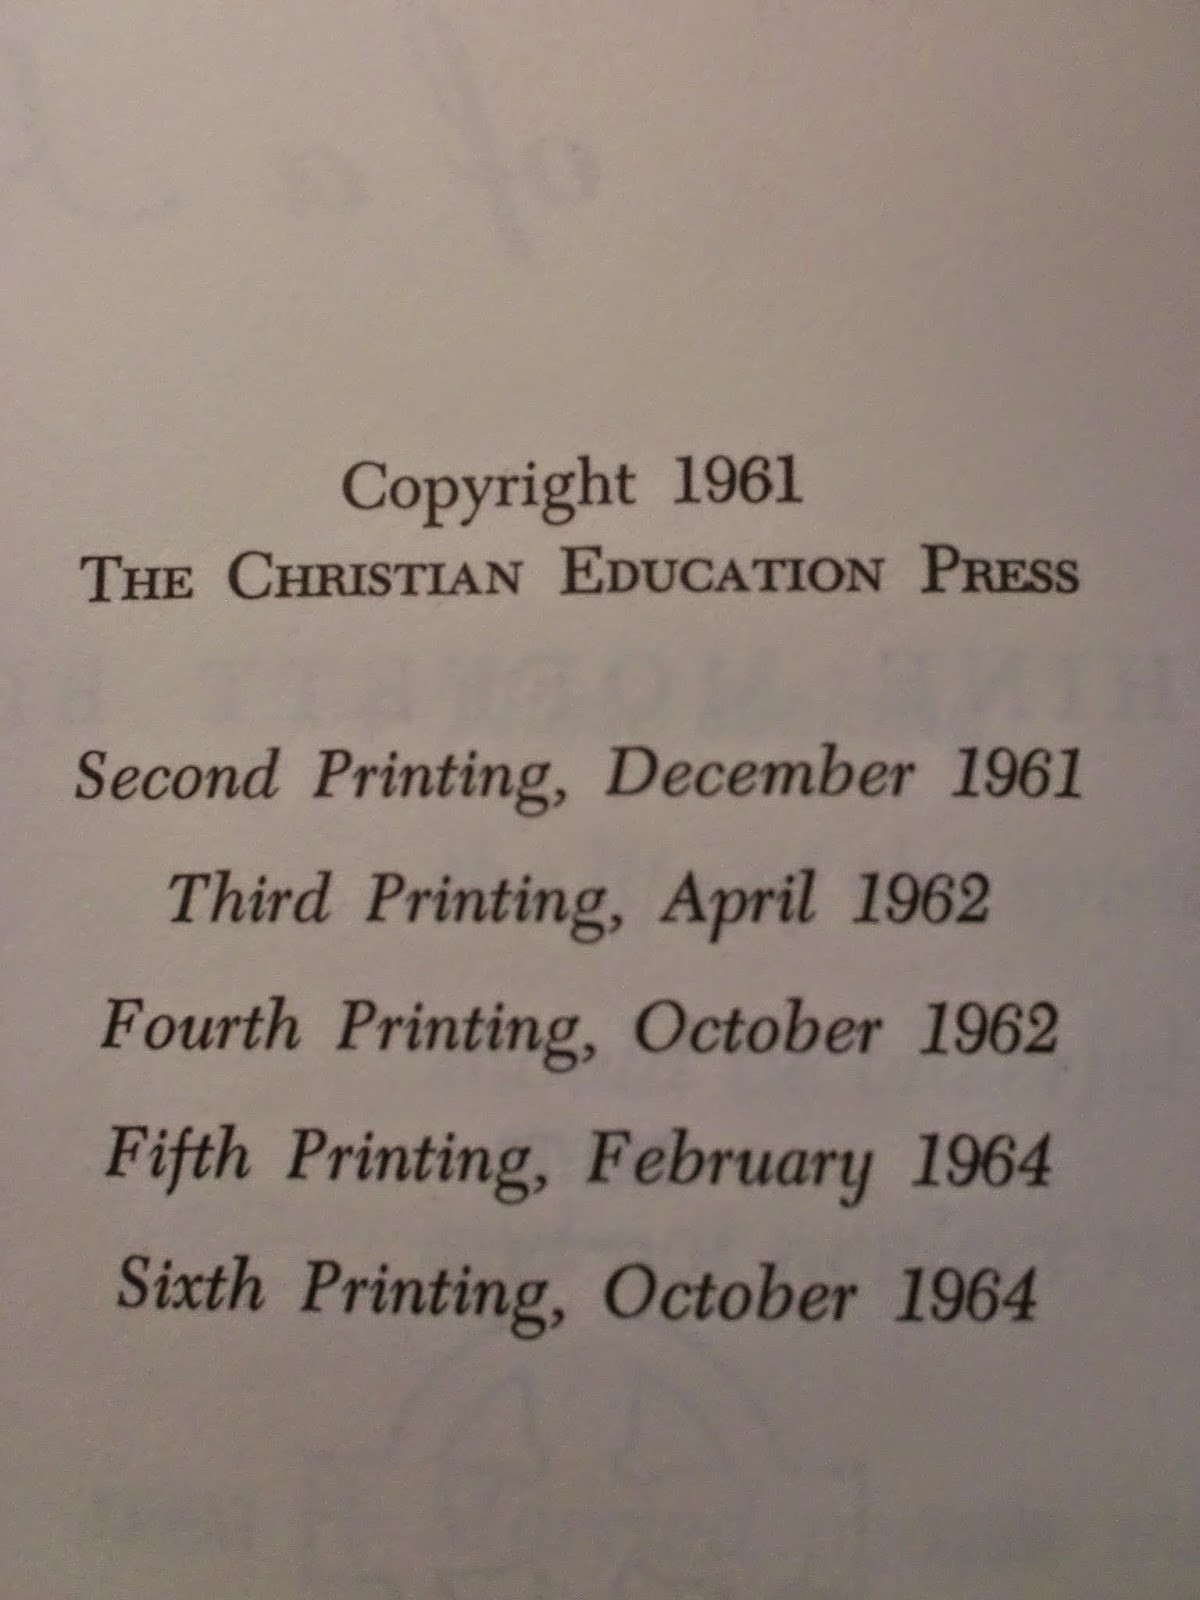 Copyright 1961
THE CHRISTIAN EDUCATION PRESS
Second Printing, December 1961
Third Printing, April 1962
Fourth Printing, October 1962
Fifth Printing, February 1964
Sixth Printing, October 1964